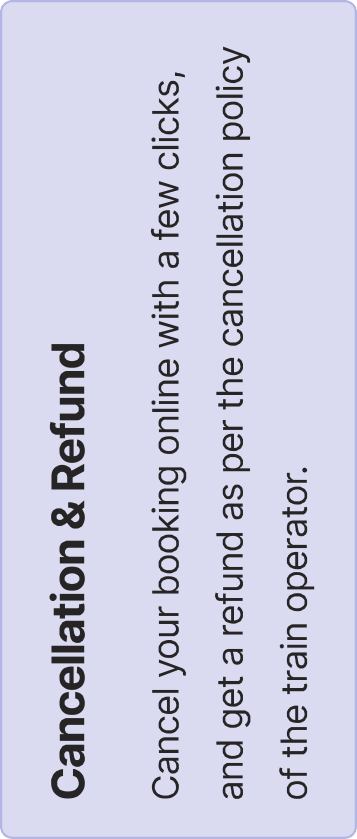 Cancellation & Refund
Cancel your booking online with a few clicks,
and get a refund as per the cancellation policy
of the train operator.